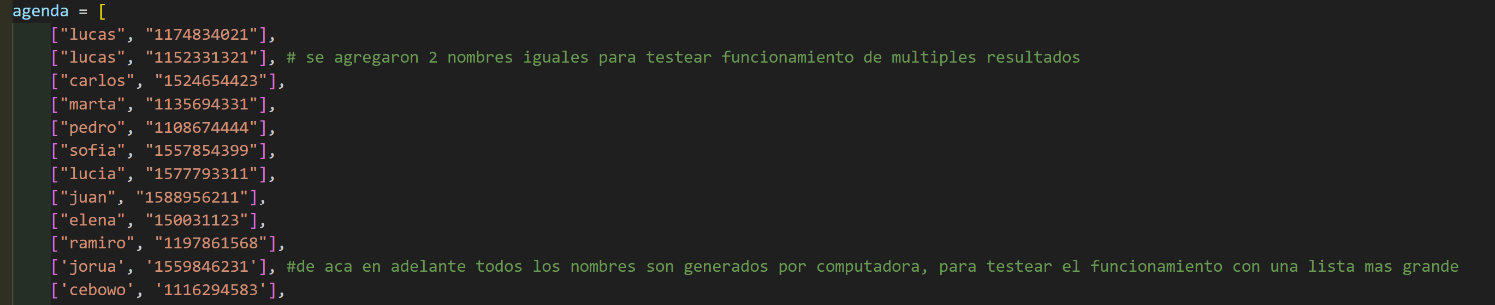 agenda = [
["lucas", "1174834021"],
["lucas", "1152331321"], # se agregaron 2 nombres iguales para testear funcionamiento de multiples resultados
["carlos", "1524654423"],
["marta", "1135694331"],
["pedro", "1108674444"],
["sofia", "1557854399"],
["lucia", "1577793311"],
["juan", "1588956211"],
["elena", "150031123"],
["ramiro", "1197861568"],
['jorua', '1559846231'], #de aca en adelante todos los nombres son generados por computadora, para testear el funcionamiento con una lista mas grande
['cebowo', '1116294583'],